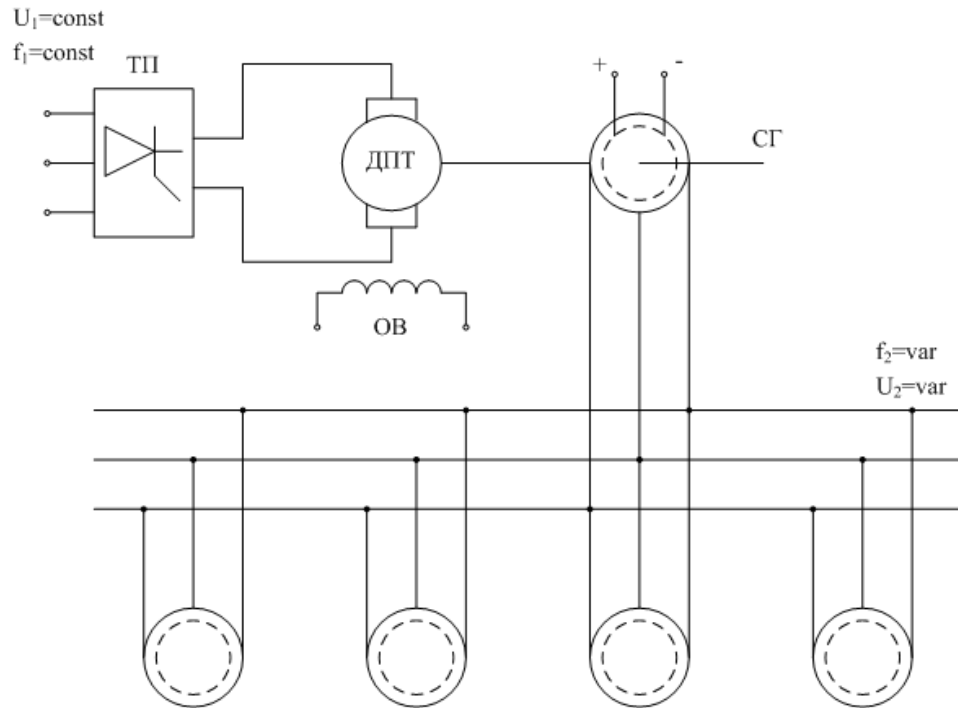 U₁=const
f₁=const
ТП
+ -
СГ
ДПТ
ОВ
f₂=var
U₂=var